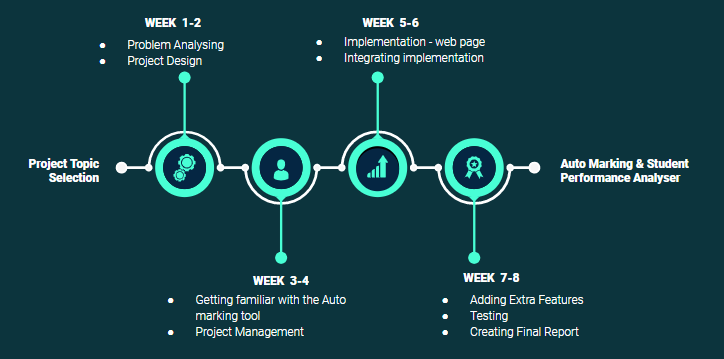 WEEK 1-2
● Problem Analysing
● Project Design
WEEK 5-6
● Implementation - web page
● Integrating implementation
Project Topic
Selection
Auto Marking & Student
Performance Analyser
WEEK 3-4
● Getting familiar with the Auto
marking tool
● Project Management
WEEK 7-8
● Adding Extra Features
● Testing
● Creating Final Report